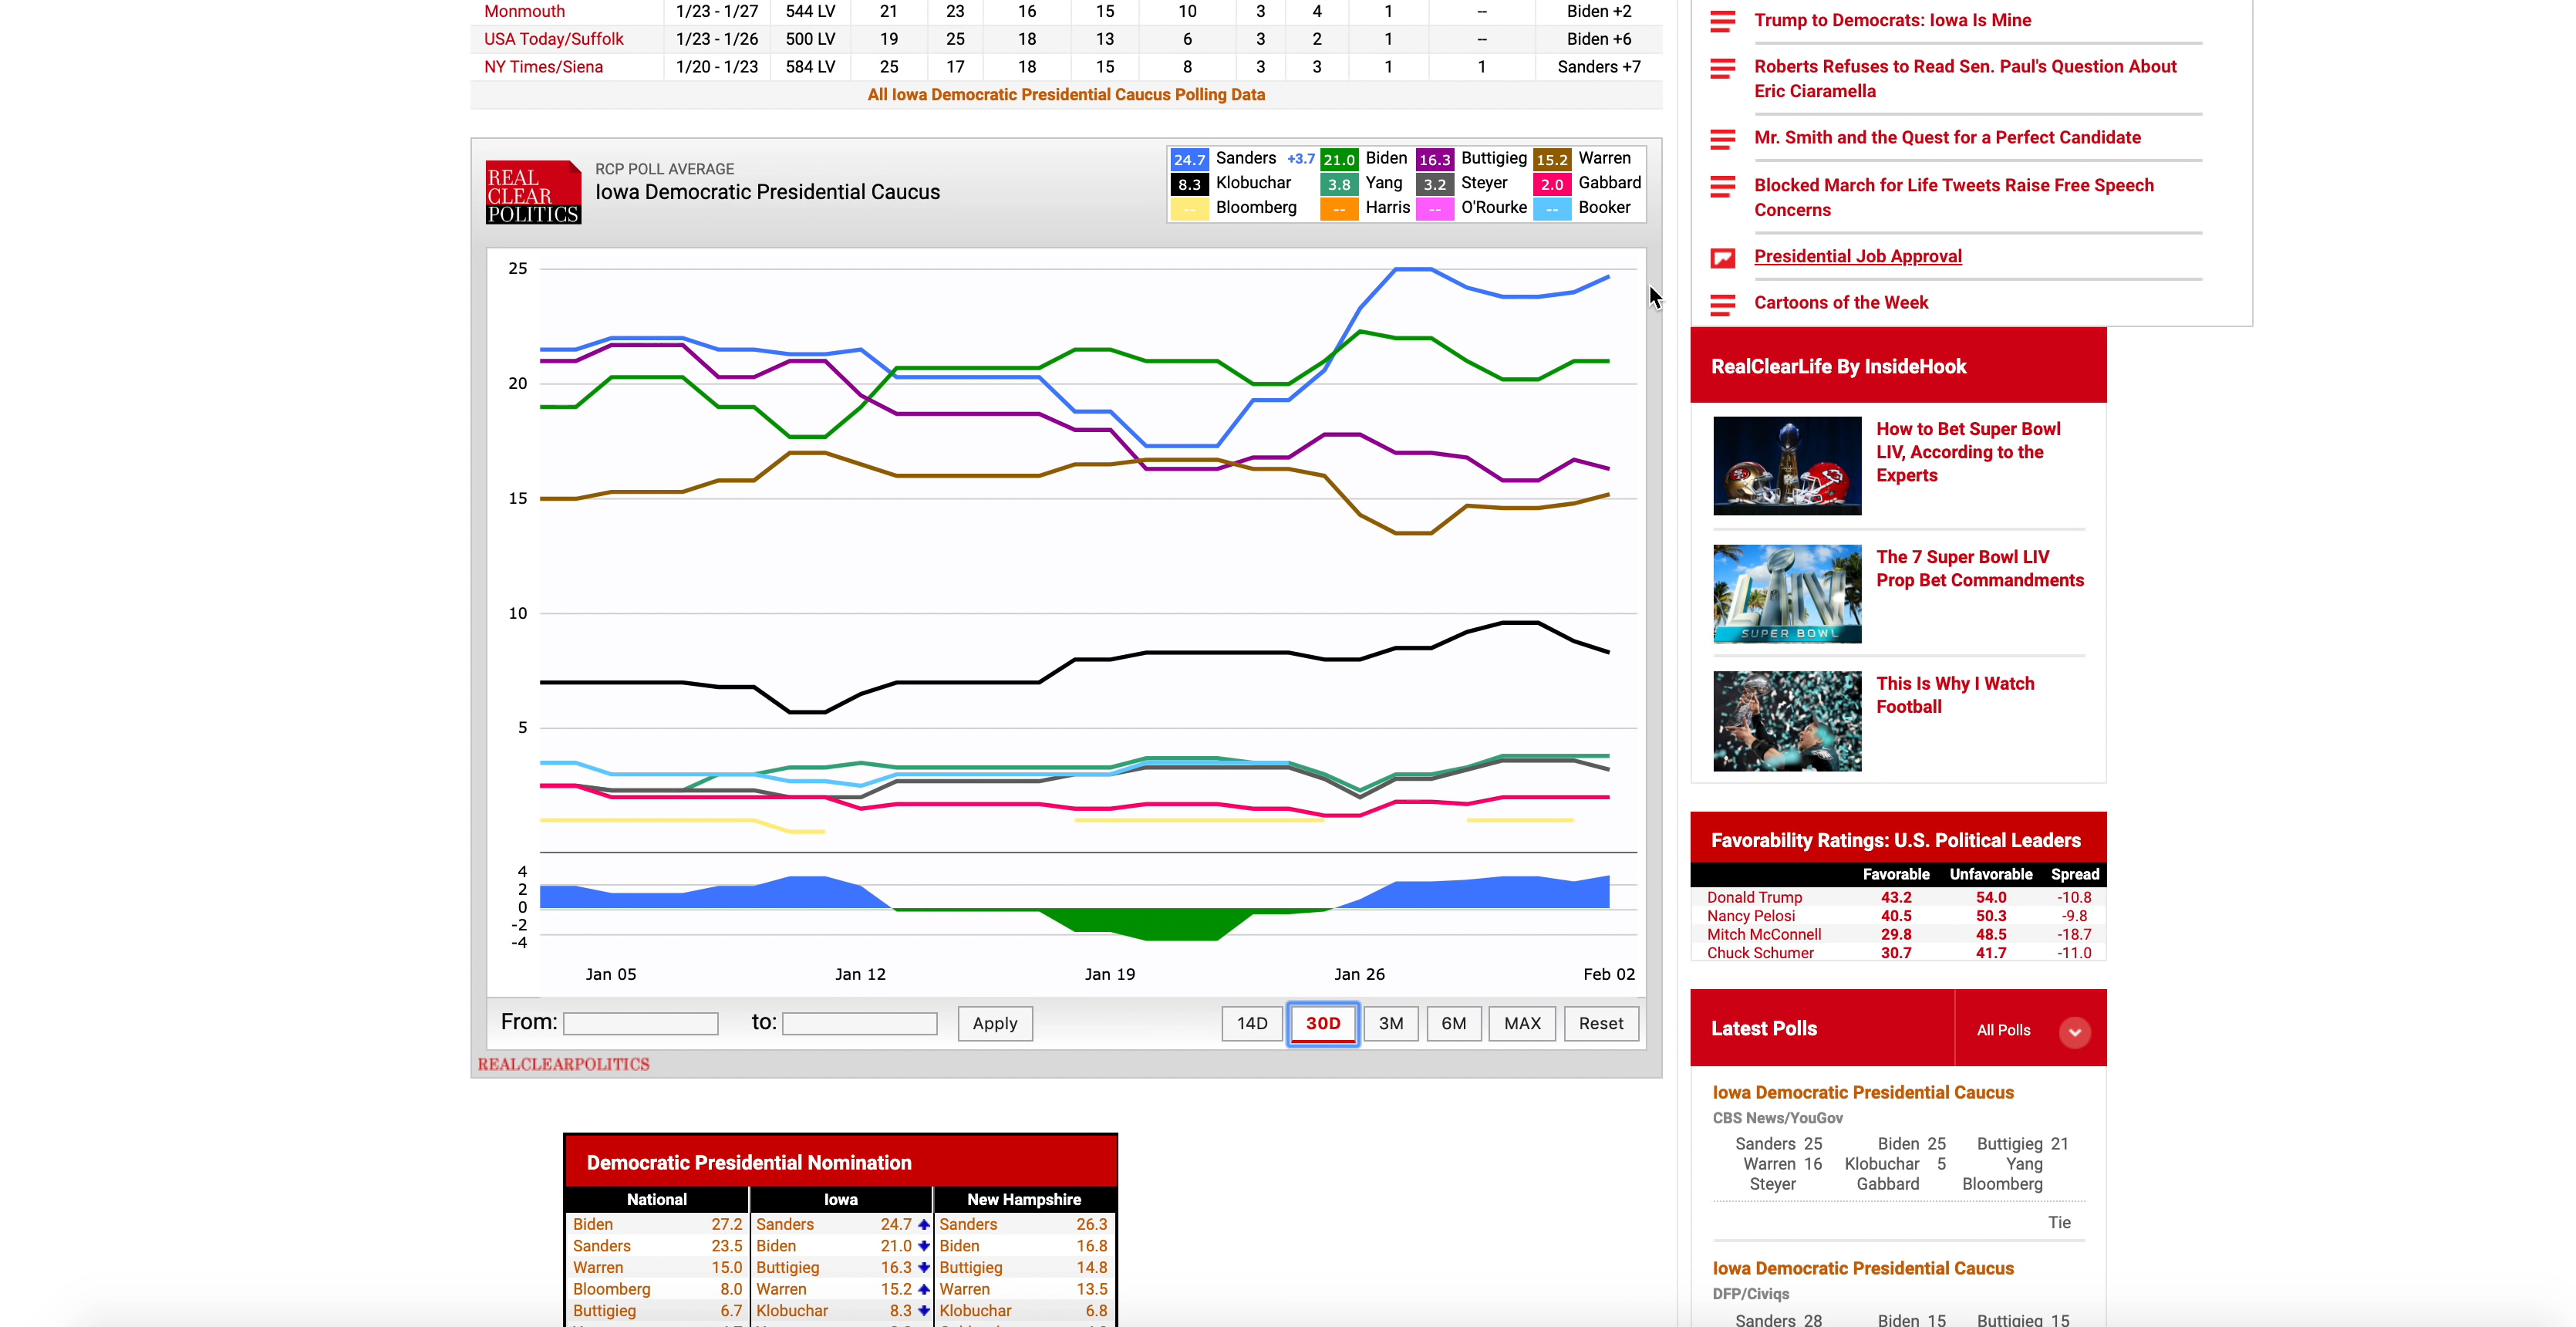 Monmouth 1/23 - 1/27 544 LV 21 23 16 15 10 3 4 1 -- Biden +2
USA Today/Suffolk 1/23 - 1/26 500 LV 19 25 18 13 6 3 2 1 -- Biden +6
NY Times/Siena 1/20 - 1/23 584 LV 25 17 18 15 8 3 3 1 1 Sanders +7
All Iowa Democratic Presidential Caucus Polling Data
REAL
CLEAR
POLITICS
RCP POLL AVERAGE
Iowa Democratic Presidential Caucus
24.7 Sanders +3.7 21.0 Biden 16.3 Buttigieg 15.2 Warren
8.3 Klobuchar 3.8 Yang 3.2 Steyer 2.0 Gabbard
-- Bloomberg -- Harris -- O'Rourke -- Booker
25
20
15
10
5
4
2
0
-2
-4
Jan 05 Jan 12 Jan 19 Jan 26 Feb 02
From: to: Apply 14D 30D 3M 6M MAX Reset
REALCLEARPOLITICS
Democratic Presidential Nomination
National Iowa New Hampshire
Biden 27.2 Sanders 24.7 Sanders 26.3
Sanders 23.5 Biden 21.0 Biden 16.8
Warren 15.0 Buttigieg 16.3 Buttigieg 14.8
Bloomberg 8.0 Warren 15.2 Warren 13.5
Buttigieg 6.7 Klobuchar 8.3 Klobuchar 6.8
Trump to Democrats: Iowa Is Mine
Roberts Refuses to Read Sen. Paul's Question About
Eric Ciaramella
Mr. Smith and the Quest for a Perfect Candidate
Blocked March for Life Tweets Raise Free Speech
Concerns
Presidential Job Approval
Cartoons of the Week
RealClearLife By InsideHook
How to Bet Super Bowl
LIV, According to the
Experts
The 7 Super Bowl LIV
Prop Bet Commandments
LIV
SUPER BOWL
This Is Why I Watch
Football
Favorability Ratings: U.S. Political Leaders
Favorable Unfavorable Spread
Donald Trump 43.2 54.0 -10.8
Nancy Pelosi 40.5 50.3 -9.8
Mitch McConnell 29.8 48.5 -18.7
Chuck Schumer 30.7 41.7 -11.0
Latest Polls All Polls
Iowa Democratic Presidential Caucus
CBS News/YouGov
Sanders 25 Biden 25 Buttigieg 21
Warren 16 Klobuchar 5 Yang
Steyer Gabbard Bloomberg
Tie
Iowa Democratic Presidential Caucus
DFP/Civiqs
Sanders 28 Biden 15 Buttigieg 15